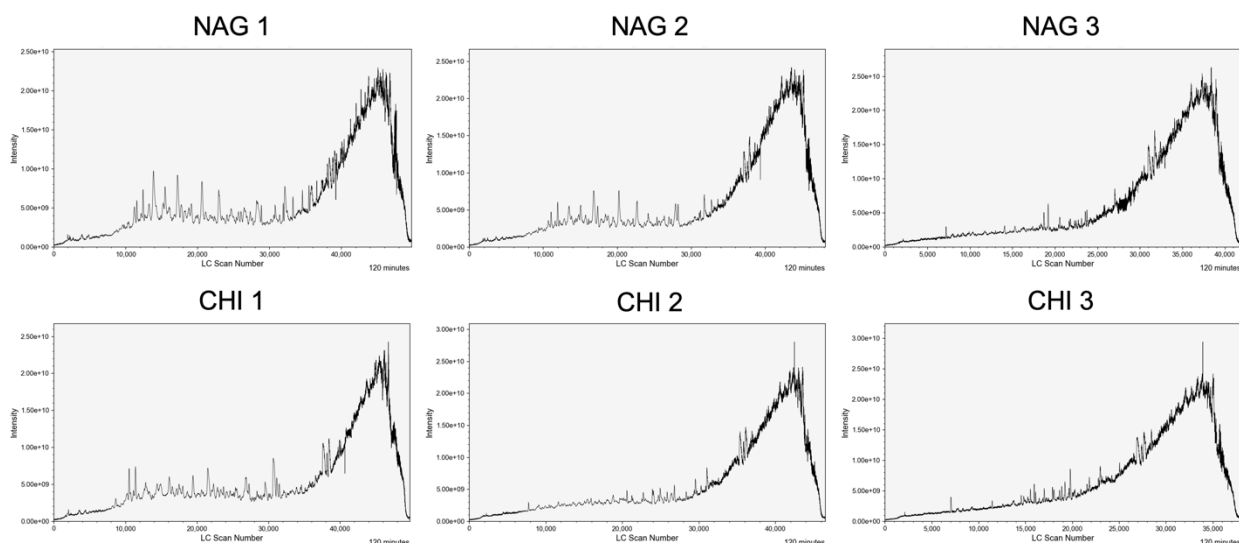 NAG 1
NAG 2
NAG 3
2.50e+10
2.00e+10
1.50e+10
1.00e+10
5.00e+09
0.00e+00
Intensity
0
10,000
20,000
30,000
40,000
LC Scan Number
120 minutes
2.50e+10
2.00e+10
1.50e+10
1.00e+10
5.00e+09
0.00e+00
Intensity
0
10,000
20,000
30,000
40,000
LC Scan Number
120 minutes
2.50e+10
2.00e+10
1.50e+10
1.00e+10
5.00e+09
0.00e+00
Intensity
0
5,000
10,000
15,000
20,000
25,000
30,000
35,000
40,000
LC Scan Number
120 minutes
CHI 1
CHI 2
CHI 3
2.50e+10
2.00e+10
1.50e+10
1.00e+10
5.00e+09
0.00e+00
Intensity
0
10,000
20,000
30,000
40,000
LC Scan Number
120 minutes
3.00e+10
2.50e+10
2.00e+10
1.50e+10
1.00e+10
5.00e+09
0.00e+00
Intensity
0
10,000
20,000
30,000
40,000
LC Scan Number
120 minutes
3.00e+10
2.50e+10
2.00e+10
1.50e+10
1.00e+10
5.00e+09
0.00e+00
Intensity
0
5,000
10,000
15,000
20,000
25,000
30,000
35,000
LC Scan Number
120 minutes